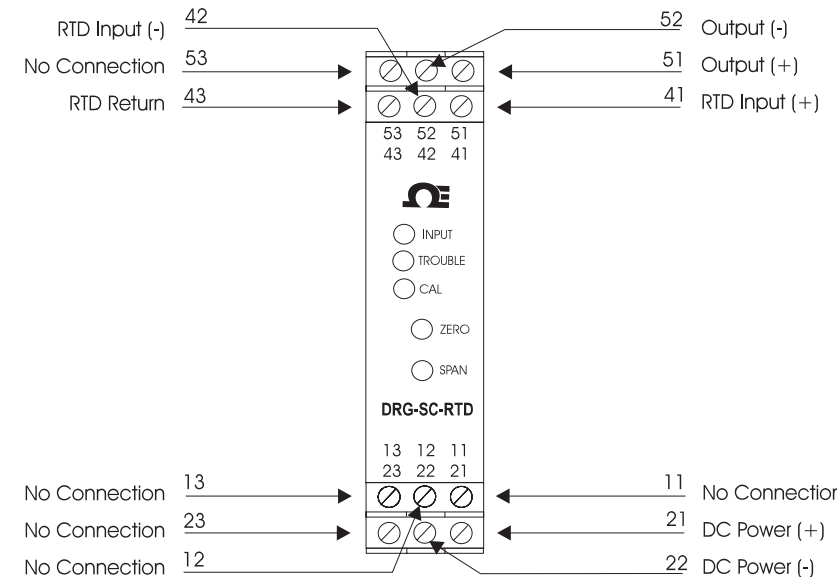 RTD Input (-) 42
52 Output (-)
No Connection 53
51 Output (+)
RTD Return 43
41 RTD Input (+)
53 52 51
43 42 41
INPUT
TROUBLE
CAL
ZERO
SPAN
DRG-SC-RTD
13 12 11
23 22 21
No Connection 13
11 No Connection
No Connection 23
21 DC Power (+)
No Connection 12
22 DC Power (-)